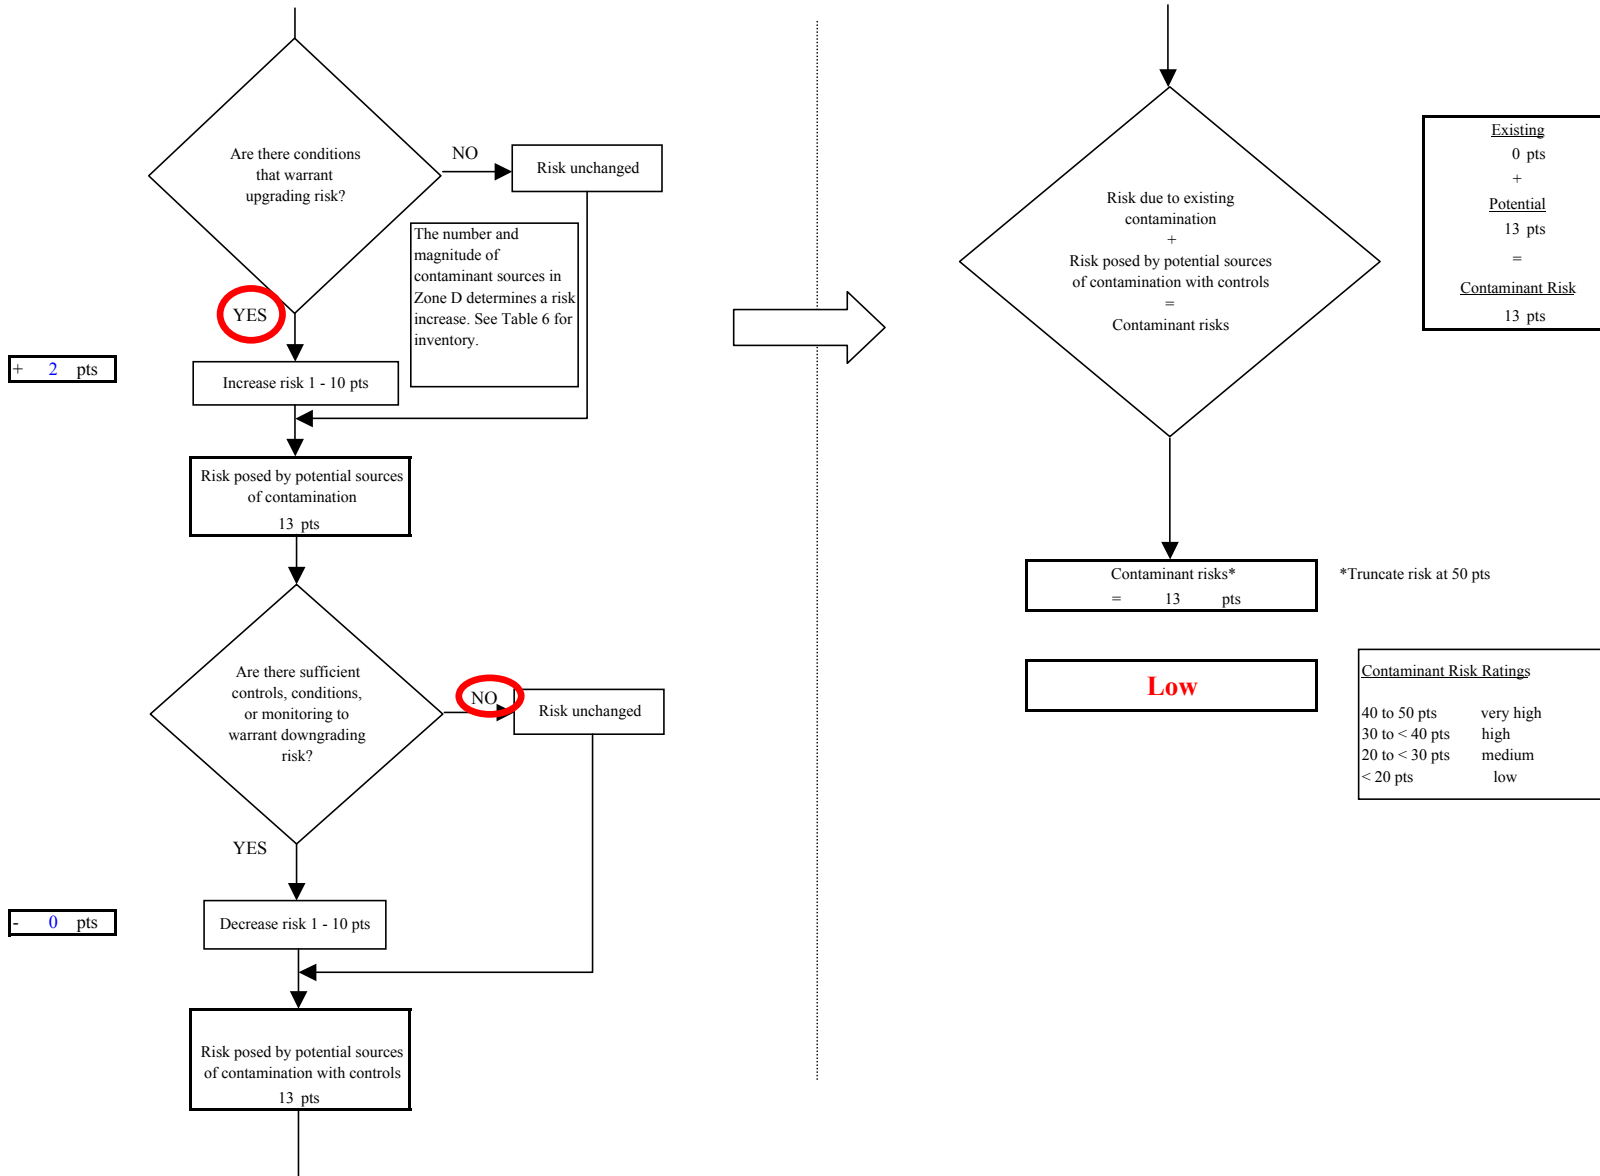 Are there conditions
that warrant
upgrading risk?
NO
Risk unchanged
The number and
magnitude of
contaminant sources in
Zone D determines a risk
increase. See Table 6 for
inventory.
YES
+ 2 pts
Increase risk 1 - 10 pts
Risk posed by potential sources
of contamination
13 pts
Are there sufficient
controls, conditions,
or monitoring to
warrant downgrading
risk?
NO
Risk unchanged
YES
- 0 pts
Decrease risk 1 - 10 pts
Risk posed by potential sources
of contamination with controls
13 pts
Risk due to existing
contamination
+
Risk posed by potential sources
of contamination with controls
=
Contaminant risks
Existing
0 pts
+
Potential
13 pts
=
Contaminant Risk
13 pts
Contaminant risks*
= 13 pts
*Truncate risk at 50 pts
Low
Contaminant Risk Ratings
40 to 50 pts very high
30 to < 40 pts high
20 to < 30 pts medium
< 20 pts low